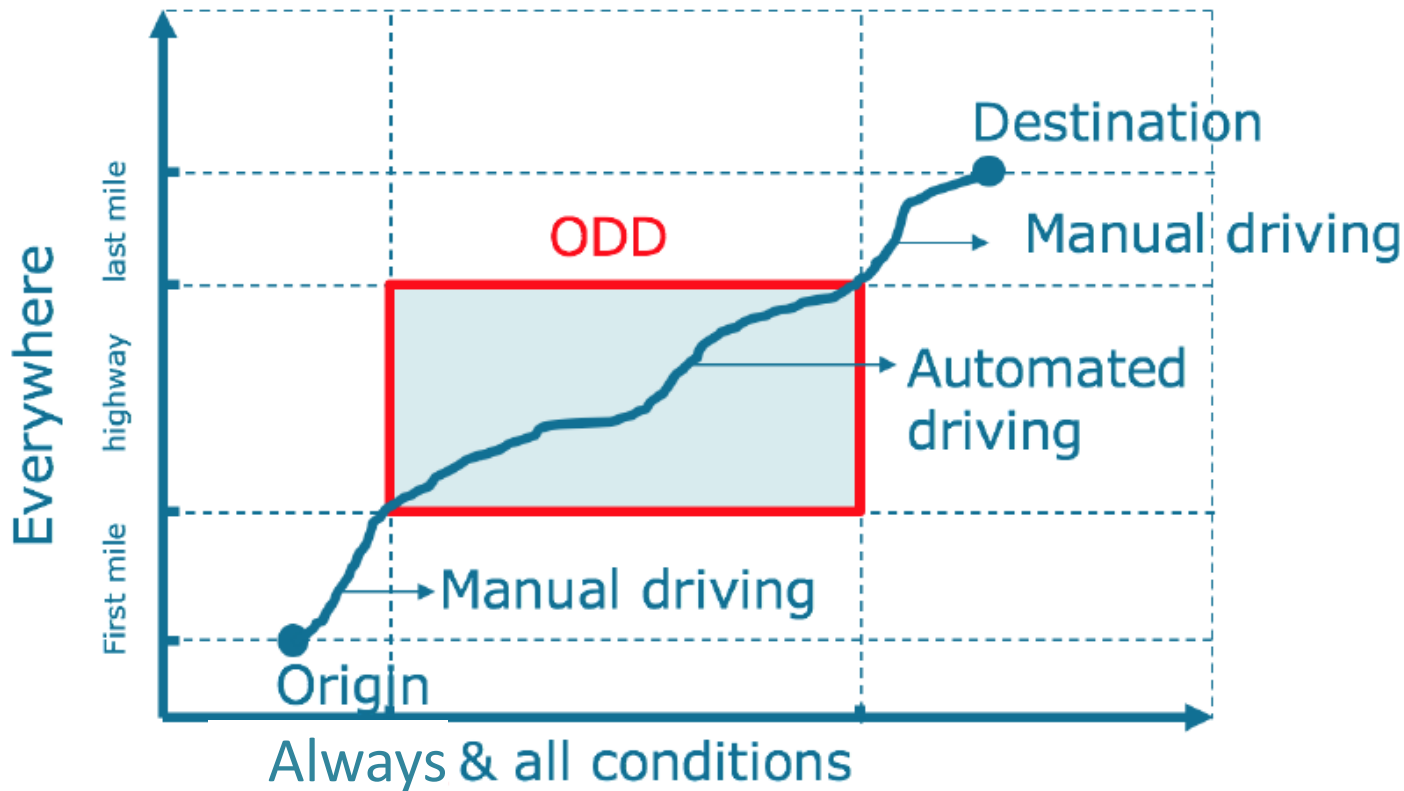 Destination
last mile
ODD
Manual driving
Everywhere
highway
Automated
driving
First mile
Manual driving
Origin
Always & all conditions